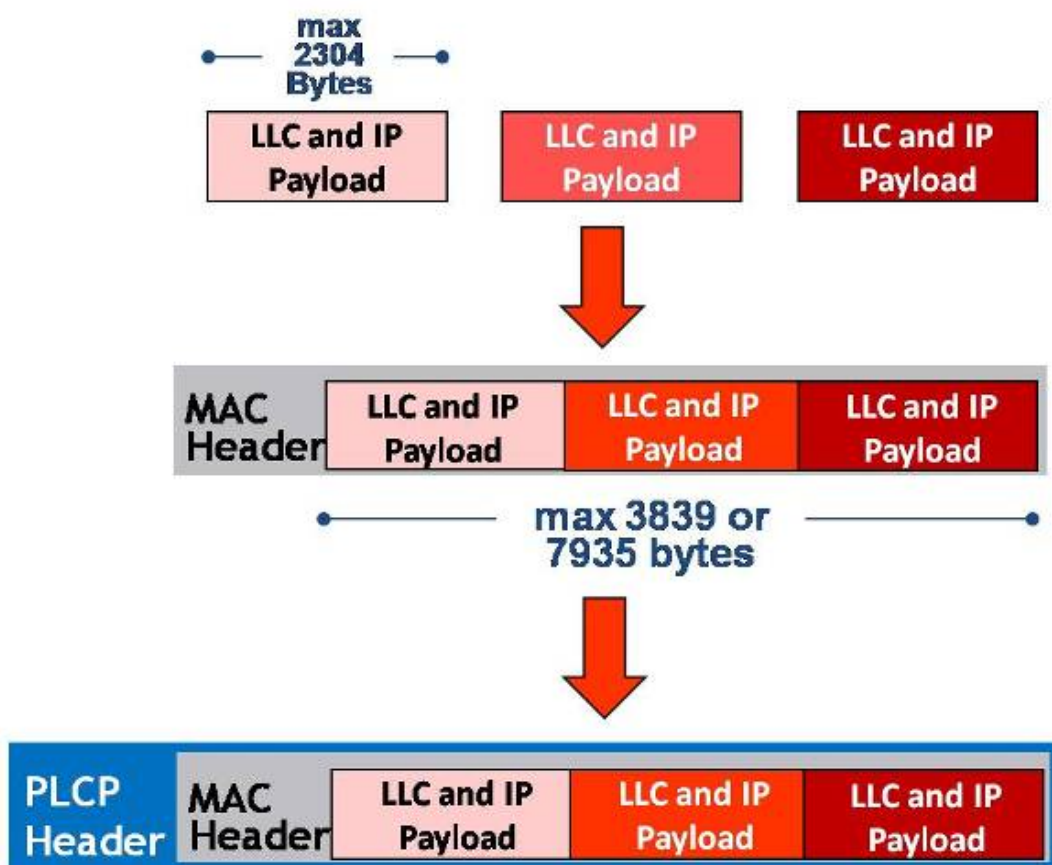 max
2304
Bytes
LLC and IP
Payload
LLC and IP
Payload
LLC and IP
Payload
MAC
Header
LLC and IP
Payload
LLC and IP
Payload
LLC and IP
Payload
max 3839 or
7935 bytes
PLCP
Header
MAC
Header
LLC and IP
Payload
LLC and IP
Payload
LLC and IP
Payload